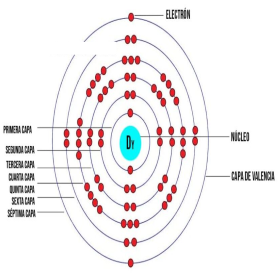 ELECTRÓN
PRIMERA CAPA
SEGUNDA CAPA
TERCERA CAPA
CUARTA CAPA
QUINTA CAPA
SEXTA CAPA
SÉPTIMA CAPA
Dy
NÚCLEO
CAPA DE VALENCIA